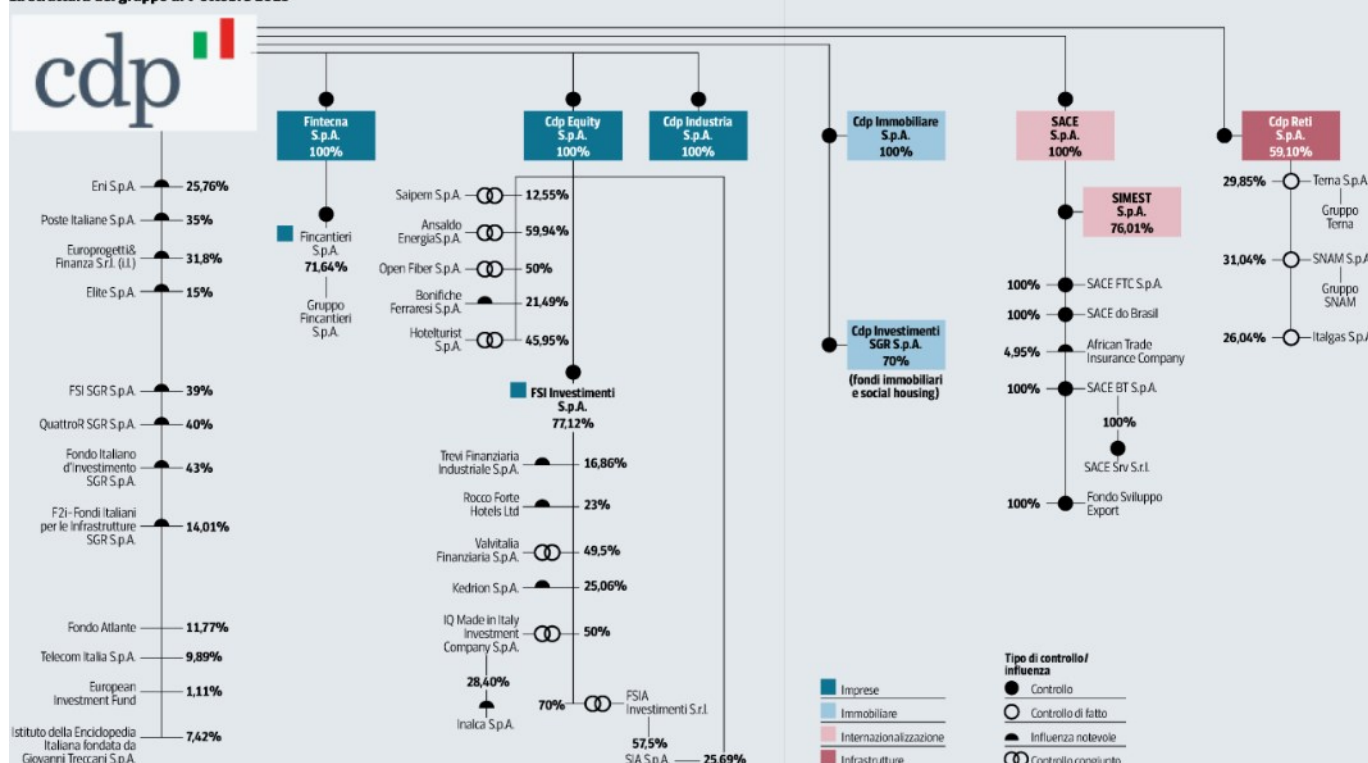 cdp
Fintecna
S.p.A.
100%
Cdp Equity
S.p.A.
100%
Cdp Industria
S.p.A.
100%
Cdp Immobiliare
S.p.A.
100%
SACE
S.p.A.
100%
Cdp Reti
S.p.A.
59,10%
Eni S.p.A. 25,76%
Poste Italiane S.p.A. 35%
Europrogetti&
Finanza S.r.l. (i.l.) 31,8%
Elite S.p.A. 15%
FSI SGR S.p.A. 39%
QuattroR SGR S.p.A. 40%
Fondo Italiano
d'Investimento 43%
SGR S.p.A.
F2i-Fondi Italiani
per le Infrastrutture 14,01%
SGR S.p.A.
Fondo Atlante 11,77%
Telecom Italia S.p.A. 9,89%
European
Investment Fund 1,11%
Istituto della Enciclopedia
Italiana fondata da 7,42%
Giovanni Treccani S.p.A.
Fincantieri
S.p.A.
71,64%
Gruppo
Fincantieri
S.p.A.
Saipem S.p.A. 12,55%
Ansaldo
EnergiaS.p.A. 59,94%
Open Fiber S.p.A. 50%
Bonifiche
Ferraresi S.p.A. 21,49%
Hotelturist
S.p.A. 45,95%
FSI Investimenti
S.p.A.
77,12%
Trevi Finanziaria
Industriale S.p.A. 16,86%
Rocco Forte
Hotels Ltd 23%
Valvitalia
Finanziaria S.p.A. 49,5%
Kedrion S.p.A. 25,06%
IQ Made in Italy
Investment 50%
Company S.p.A.
28,40%
Inalca S.p.A.
70% FSIA
Investimenti S.r.l.
57,5%
SIA S.p.A. 25,69%
Cdp Investimenti
SGR S.p.A.
70%
(fondi immobiliari
e social housing)
SIMEST
S.p.A.
76,01%
100% SACE FTC S.p.A.
100% SACE do Brasil
4,95% African Trade
Insurance Company
100% SACE BT S.p.A.
100%
SACE Srv S.r.l.
100% Fondo Sviluppo
Export
29,85% Terna S.p.A
Gruppo
Terna
31,04% SNAM S.p.A
Gruppo
SNAM
26,04% Italgas S.p.A
Imprese
Immobiliare
Internazionalizzazione
Infrastrutture
Tipo di controllo/
influenza
Controllo
Controllo di fatto
Influenza notevole
Controllo congiunto